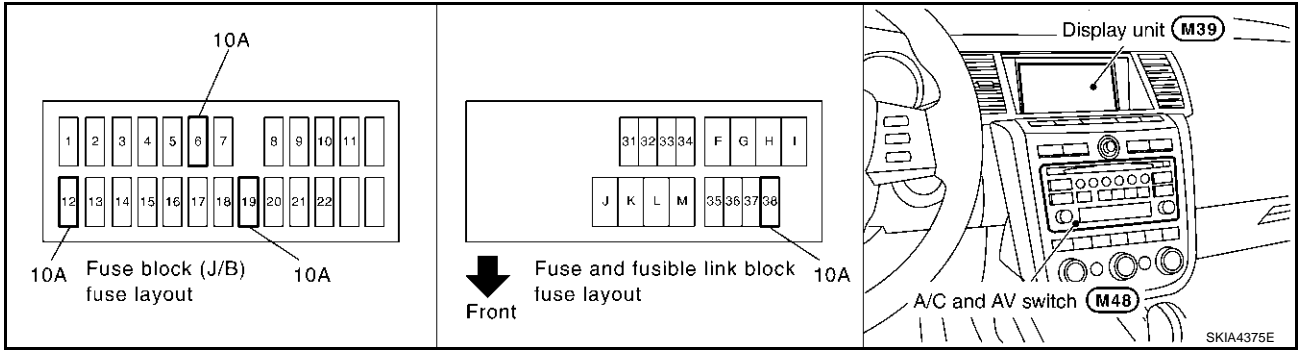 10A
1 2 3 4 5 6 7 8 9 10 11
12 13 14 15 16 17 18 19 20 21 22
10A 10A
Fuse block (J/B)
fuse layout
31 32 33 34 F G H I
J K L M 35 36 37 38
10A
Front
Fuse and fusible link block
fuse layout
Display unit M39
A/C and AV switch M48
SKIA4375E